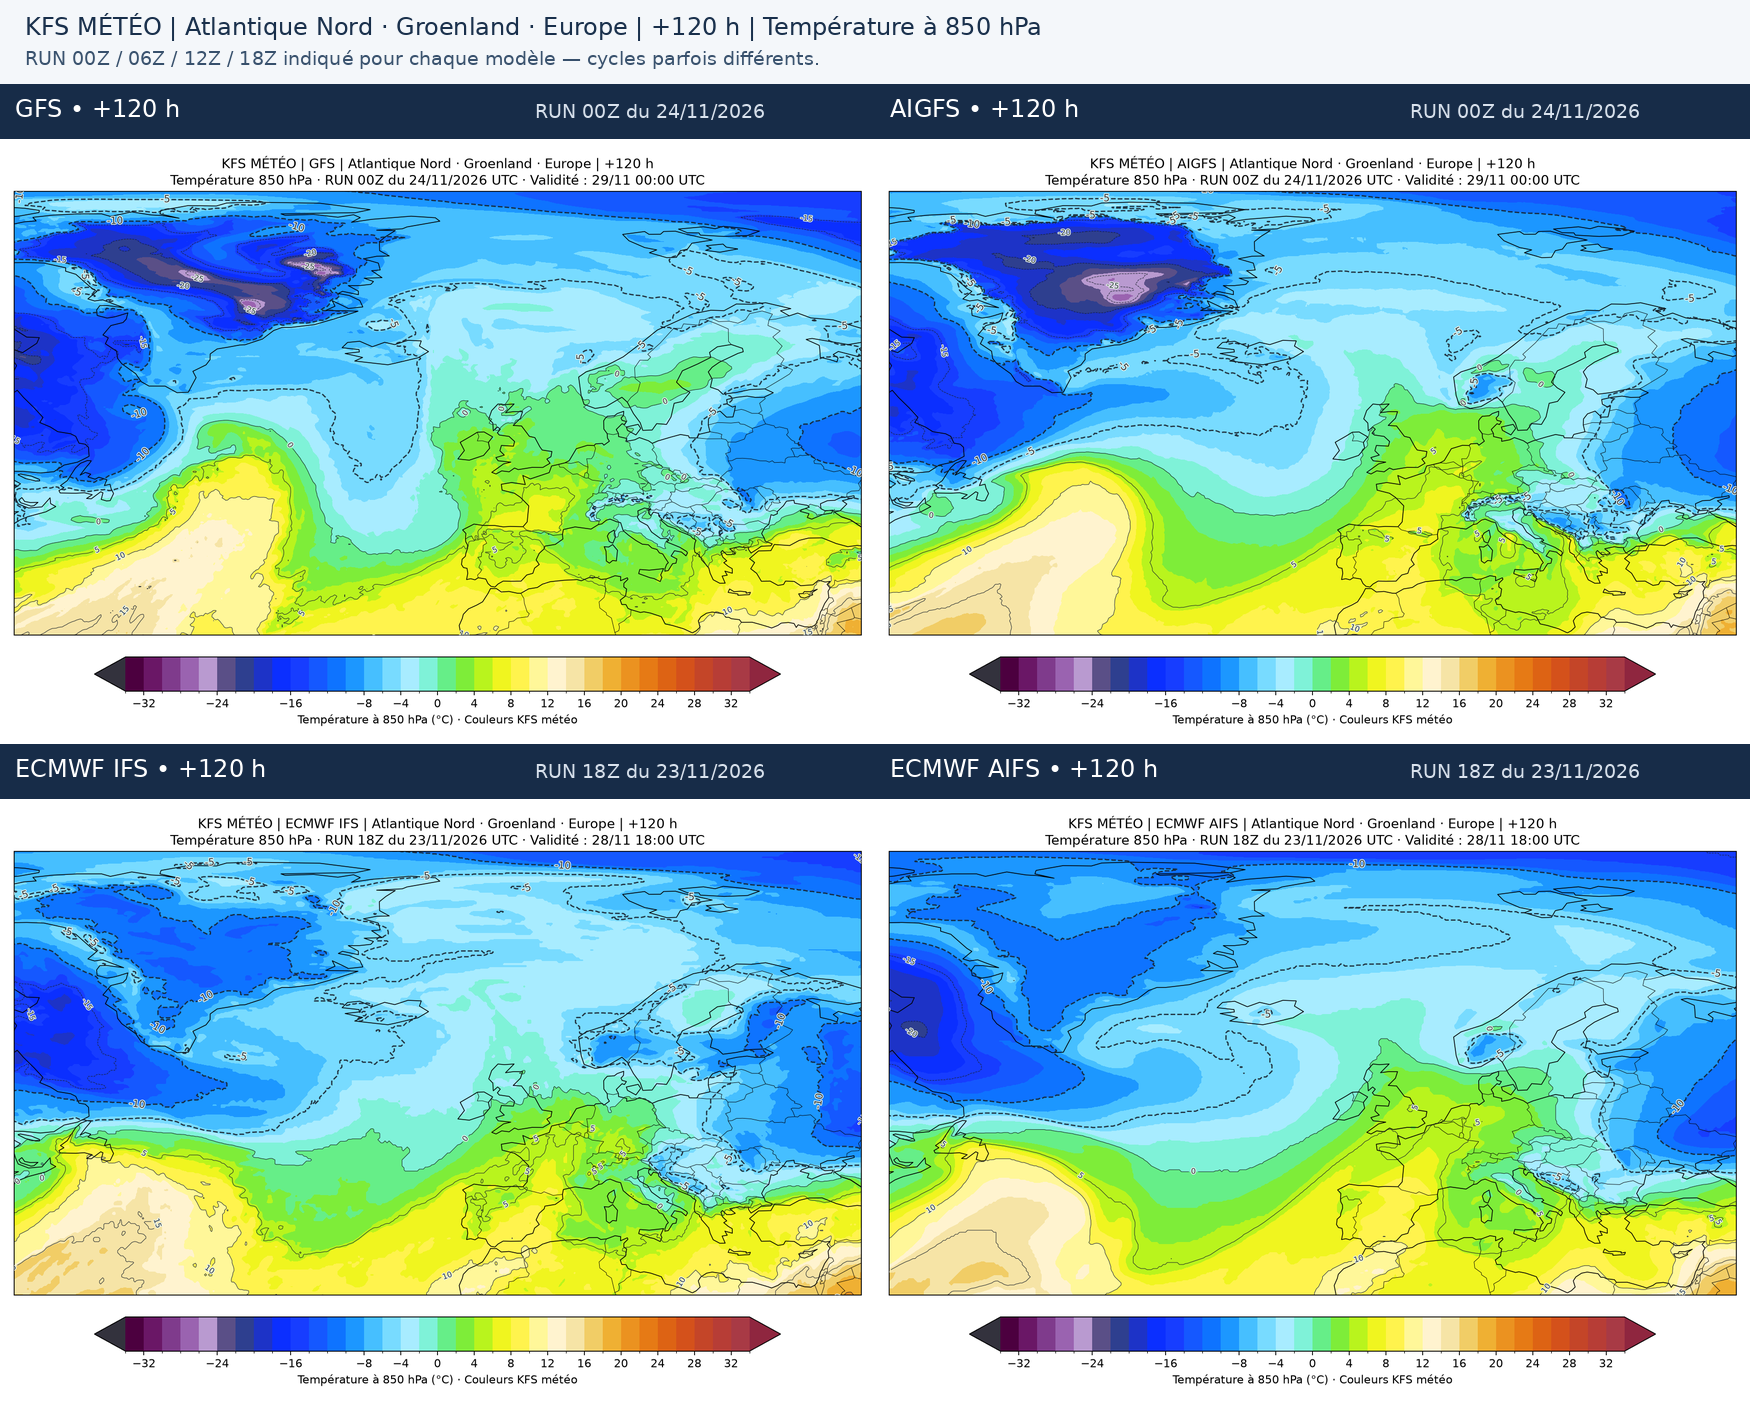 KFS MÉTÉO | Atlantique Nord · Groenland · Europe | +120 h | Température à 850 hPa
RUN 00Z / 06Z / 12Z / 18Z indiqué pour chaque modèle — cycles parfois différents.
GFS • +120 h
RUN 00Z du 24/11/2026
AIGFS • +120 h
RUN 00Z du 24/11/2026
KFS MÉTÉO | GFS | Atlantique Nord · Groenland · Europe | +120 h
Température 850 hPa · RUN 00Z du 24/11/2026 UTC · Validité : 29/11 00:00 UTC
KFS MÉTÉO | AIGFS | Atlantique Nord · Groenland · Europe | +120 h
Température 850 hPa · RUN 00Z du 24/11/2026 UTC · Validité : 29/11 00:00 UTC
−32 −24 −16 −8 −4 0 4 8 12 16 20 24 28 32
Température à 850 hPa (°C) · Couleurs KFS météo
−32 −24 −16 −8 −4 0 4 8 12 16 20 24 28 32
Température à 850 hPa (°C) · Couleurs KFS météo
ECMWF IFS • +120 h
RUN 18Z du 23/11/2026
ECMWF AIFS • +120 h
RUN 18Z du 23/11/2026
KFS MÉTÉO | ECMWF IFS | Atlantique Nord · Groenland · Europe | +120 h
Température 850 hPa · RUN 18Z du 23/11/2026 UTC · Validité : 28/11 18:00 UTC
KFS MÉTÉO | ECMWF AIFS | Atlantique Nord · Groenland · Europe | +120 h
Température 850 hPa · RUN 18Z du 23/11/2026 UTC · Validité : 28/11 18:00 UTC
−32 −24 −16 −8 −4 0 4 8 12 16 20 24 28 32
Température à 850 hPa (°C) · Couleurs KFS météo
−32 −24 −16 −8 −4 0 4 8 12 16 20 24 28 32
Température à 850 hPa (°C) · Couleurs KFS météo